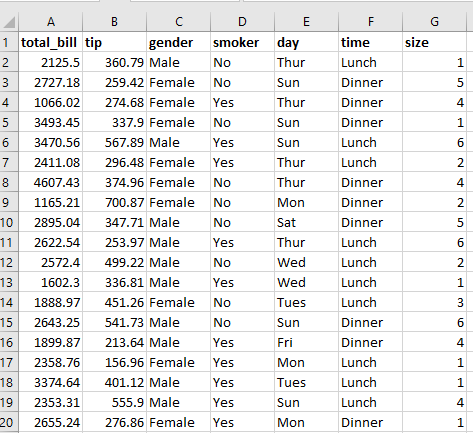 A B C D E F G
1 total_bill tip gender smoker day time size
2 2125.5 360.79 Male No Thur Lunch 1
3 2727.18 259.42 Female No Sun Dinner 5
4 1066.02 274.68 Female Yes Thur Dinner 4
5 3493.45 337.9 Female No Sun Dinner 1
6 3470.56 567.89 Male Yes Sun Lunch 6
7 2411.08 296.48 Female Yes Thur Lunch 2
8 4607.43 374.96 Female No Thur Dinner 4
9 1165.21 700.87 Female No Mon Dinner 2
10 2895.04 347.71 Male No Sat Dinner 5
11 2622.54 253.97 Male Yes Thur Lunch 6
12 2572.4 499.22 Male No Wed Lunch 2
13 1602.3 336.81 Male Yes Wed Lunch 1
14 1888.97 451.26 Female No Tues Lunch 3
15 2643.25 541.73 Male No Sun Dinner 6
16 1899.87 213.64 Male Yes Fri Dinner 4
17 2358.76 156.96 Female Yes Mon Lunch 1
18 3374.64 401.12 Male Yes Tues Lunch 1
19 2353.31 555.9 Male Yes Sun Lunch 4
20 2655.24 276.86 Female Yes Mon Dinner 1